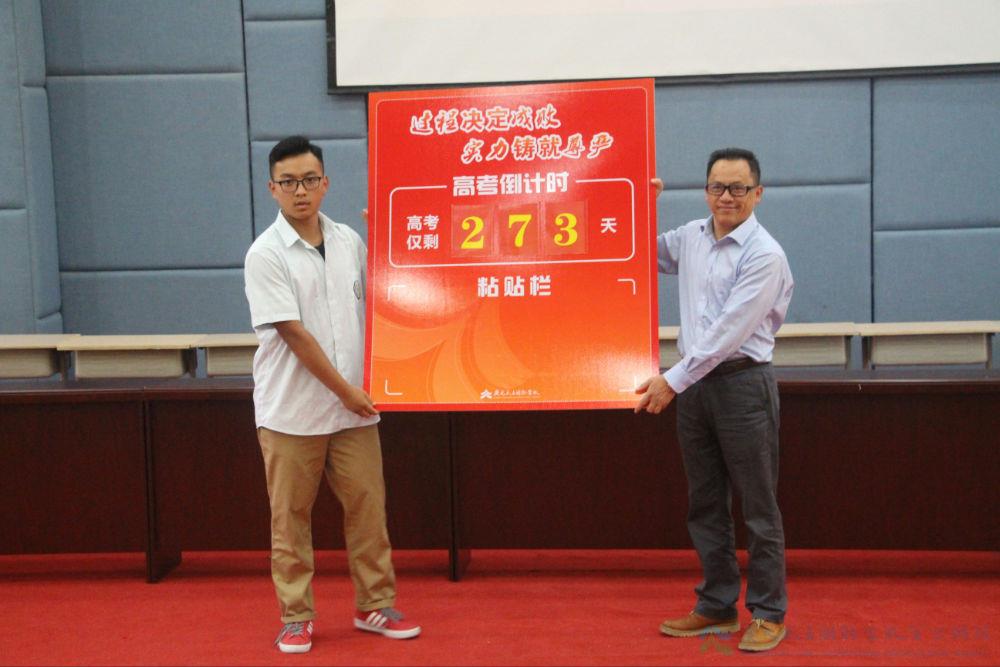 过程决定成败
实力铸就尊严
高考倒计时
高考
仅剩
273
天
粘贴栏